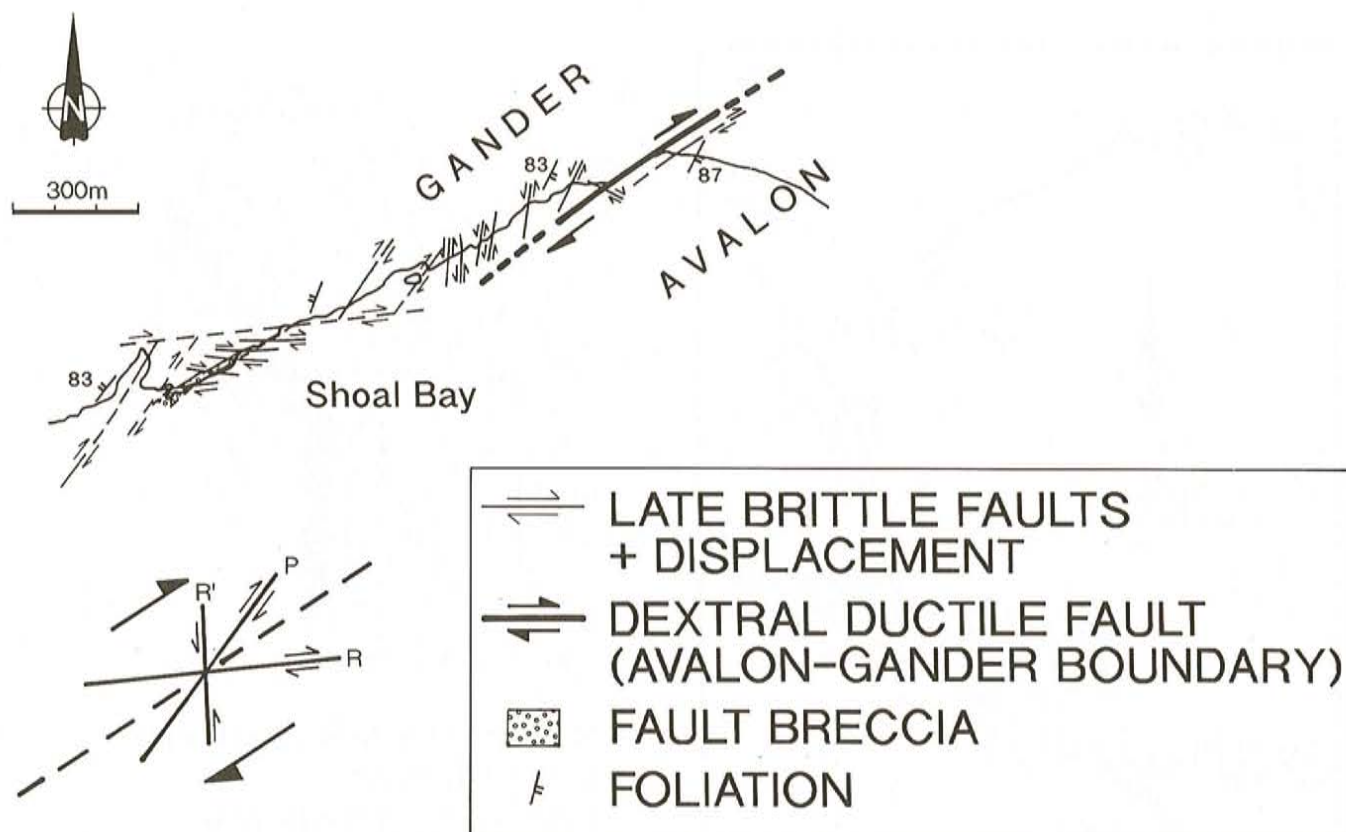 N
300m
GANDER
AVALON
83
87
83
Shoal Bay
R'
P
R
LATE BRITTLE FAULTS
+ DISPLACEMENT
DEXTRAL DUCTILE FAULT
(AVALON–GANDER BOUNDARY)
FAULT BRECCIA
FOLIATION